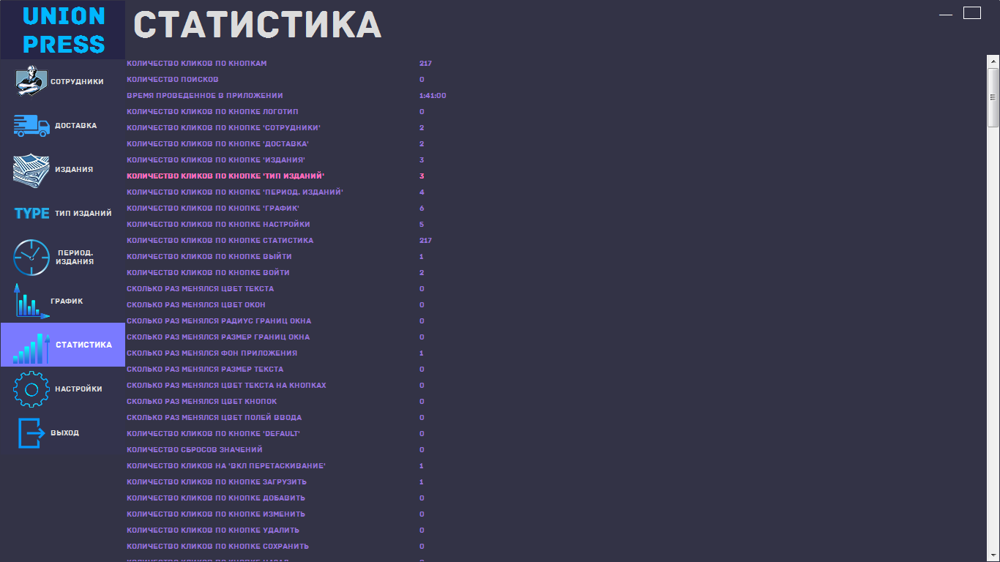 UNION
PRESS
СТАТИСТИКА
СОТРУДНИКИ
ДОСТАВКА
ИЗДАНИЯ
TYPE ТИП ИЗДАНИЙ
ПЕРИОД.
ИЗДАНИЯ
ГРАФИК
СТАТИСТИКА
НАСТРОЙКИ
ВЫХОД
КОЛИЧЕСТВО КЛИКОВ ПО КНОПКАМ 217
КОЛИЧЕСТВО ПОИСКОВ 0
ВРЕМЯ ПРОВЕДЕННОЕ В ПРИЛОЖЕНИИ 1:41:00
КОЛИЧЕСТВО КЛИКОВ ПО КНОПКЕ ЛОГОТИП 0
КОЛИЧЕСТВО КЛИКОВ ПО КНОПКЕ 'СОТРУДНИКИ' 2
КОЛИЧЕСТВО КЛИКОВ ПО КНОПКЕ 'ДОСТАВКА' 2
КОЛИЧЕСТВО КЛИКОВ ПО КНОПКЕ 'ИЗДАНИЯ' 3
КОЛИЧЕСТВО КЛИКОВ ПО КНОПКЕ 'ТИП ИЗДАНИЙ' 3
КОЛИЧЕСТВО КЛИКОВ ПО КНОПКЕ 'ПЕРИОД. ИЗДАНИЙ' 4
КОЛИЧЕСТВО КЛИКОВ ПО КНОПКЕ 'ГРАФИК' 6
КОЛИЧЕСТВО КЛИКОВ ПО КНОПКЕ НАСТРОЙКИ 5
КОЛИЧЕСТВО КЛИКОВ ПО КНОПКЕ СТАТИСТИКА 217
КОЛИЧЕСТВО КЛИКОВ ПО КНОПКЕ ВЫЙТИ 1
КОЛИЧЕСТВО КЛИКОВ ПО КНОПКЕ ВОЙТИ 2
СКОЛЬКО РАЗ МЕНЯЛСЯ ЦВЕТ ТЕКСТА 0
СКОЛЬКО РАЗ МЕНЯЛСЯ ЦВЕТ ОКОН 0
СКОЛЬКО РАЗ МЕНЯЛСЯ РАДИУС ГРАНИЦ ОКНА 0
СКОЛЬКО РАЗ МЕНЯЛСЯ РАЗМЕР ГРАНИЦ ОКНА 0
СКОЛЬКО РАЗ МЕНЯЛСЯ ФОН ПРИЛОЖЕНИЯ 1
СКОЛЬКО РАЗ МЕНЯЛСЯ РАЗМЕР ТЕКСТА 0
СКОЛЬКО РАЗ МЕНЯЛСЯ ЦВЕТ ТЕКСТА НА КНОПКАХ 0
СКОЛЬКО РАЗ МЕНЯЛСЯ ЦВЕТ КНОПОК 0
СКОЛЬКО РАЗ МЕНЯЛСЯ ЦВЕТ ПОЛЕЙ ВВОДА 0
КОЛИЧЕСТВО КЛИКОВ ПО КНОПКЕ 'DEFAULT' 0
КОЛИЧЕСТВО СБРОСОВ ЗНАЧЕНИЙ 0
КОЛИЧЕСТВО КЛИКОВ НА 'ВКЛ ПЕРЕТАСКИВАНИЕ' 1
КОЛИЧЕСТВО КЛИКОВ ПО КНОПКЕ ЗАГРУЗИТЬ 1
КОЛИЧЕСТВО КЛИКОВ ПО КНОПКЕ ДОБАВИТЬ 0
КОЛИЧЕСТВО КЛИКОВ ПО КНОПКЕ ИЗМЕНИТЬ 0
КОЛИЧЕСТВО КЛИКОВ ПО КНОПКЕ УДАЛИТЬ 0
КОЛИЧЕСТВО КЛИКОВ ПО КНОПКЕ СОХРАНИТЬ 0
КОЛИЧЕСТВО КЛИКОВ ПО КНОПКЕ